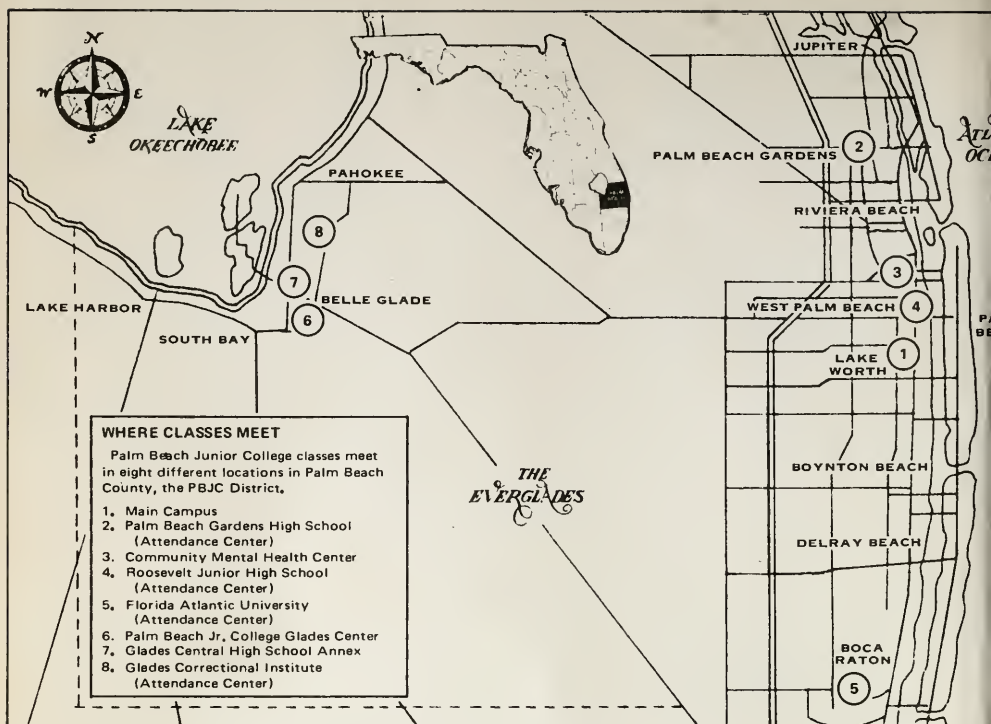 N
W
E
S
LAKE
OKEECHOBEE
JUPITER
ATL
OC
PALM BEACH GARDENS
2
PAHOKEE
RIVIERA BEACH
8
3
7
BELLE GLADE
LAKE HARBOR
6
WEST PALM BEACH
4
SOUTH BAY
LAKE
WORTH
1
WHERE CLASSES MEET
Palm Beach Junior College classes meet
in eight different locations in Palm Beach
County, the PBJC District.
1. Main Campus
2. Palm Beach Gardens High School
(Attendance Center)
3. Community Mental Health Center
4. Roosevelt Junior High School
(Attendance Center)
5. Florida Atlantic University
(Attendance Center)
6. Palm Beach Jr. College Glades Center
7. Glades Central High School Annex
8. Gledes Correctional Institute
(Attendance Center)
THE
EVERGLADES
BOYNTON BEACH
DELRAY BEACH
BOCA
RATON
5